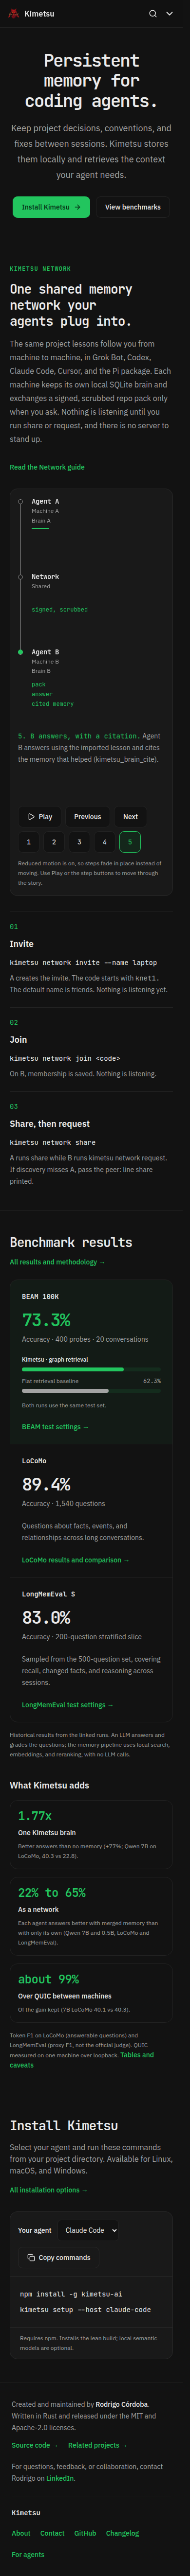 Kimetsu
Persistent
memory for
coding agents.
Keep project decisions, conventions, and
fixes between sessions. Kimetsu stores
them locally and retrieves the context
your agent needs.
Install Kimetsu →
View benchmarks
KIMETSU NETWORK
One shared memory
network your
agents plug into.
The same project lessons follow you from
machine to machine, in Grok Bot, Codex,
Claude Code, Cursor, and the Pi package. Each
machine keeps its own local SQLite brain and
exchanges a signed, scrubbed repo pack only
when you ask. Nothing is listening until you
run share or request, and there is no server to
stand up.
Read the Network guide
Agent A
Machine A
Brain A
Network
Shared
signed, scrubbed
Agent B
Machine B
Brain B
pack
answer
cited memory
5. B answers, with a citation. Agent
B answers using the imported lesson and cites
the memory that helped (kimetsu_brain_cite).
Play
Previous
Next
1
2
3
4
5
Reduced motion is on, so steps fade in place instead of
moving. Use Play or the step buttons to move through
the story.
01
Invite
kimetsu network invite --name laptop
A creates the invite. The code starts with knet1.
The default name is friends. Nothing is listening yet.
02
Join
kimetsu network join <code>
On B, membership is saved. Nothing is listening.
03
Share, then request
kimetsu network share
A runs share while B runs kimetsu network request.
If discovery misses A, pass the peer: line share
printed.
Benchmark results
All results and methodology →
BEAM 100K
73.3%
Accuracy · 400 probes · 20 conversations
Kimetsu · graph retrieval
Flat retrieval baseline
62.3%
Both runs use the same test set.
BEAM test settings →
LoCoMo
89.4%
Accuracy · 1,540 questions
Questions about facts, events, and
relationships across long conversations.
LoCoMo results and comparison →
LongMemEval S
83.0%
Accuracy · 200-question stratified slice
Sampled from the 500-question set, covering
recall, changed facts, and reasoning across
sessions.
LongMemEval test settings →
Historical results from the linked runs. An LLM answers and
grades the questions; the memory pipeline uses local search,
embeddings, and reranking, with no LLM calls.
What Kimetsu adds
1.77x
One Kimetsu brain
Better answers than no memory (+77%; Qwen 7B on
LoCoMo, 40.3 vs 22.8).
22% to 65%
As a network
Each agent answers better with merged memory than
with only its own (Qwen 7B and 0.5B, LoCoMo and
LongMemEval).
about 99%
Over QUIC between machines
Of the gain kept (7B LoCoMo 40.1 vs 40.3).
Token F1 on LoCoMo (answerable questions) and
LongMemEval (proxy F1, not the official judge). QUIC
measured on one machine over loopback. Tables and
caveats
Install Kimetsu
Select your agent and run these commands
from your project directory. Available for Linux,
macOS, and Windows.
All installation options →
Your agent
Claude Code
Copy commands
npm install -g kimetsu-ai
kimetsu setup --host claude-code
Requires npm. Installs the lean build; local semantic
models are optional.
Created and maintained by Rodrigo Córdoba.
Written in Rust and released under the MIT and
Apache-2.0 licenses.
Source code →
Related projects →
For questions, feedback, or collaboration, contact
Rodrigo on LinkedIn.
Kimetsu
About
Contact
GitHub
Changelog
For agents